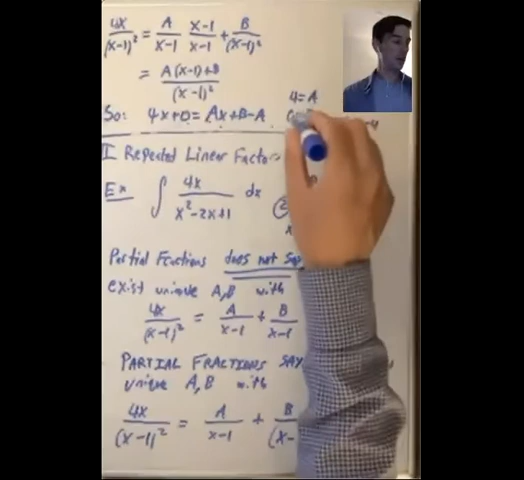 4x/(x-1)² = A/(x-1) (x-1)/(x-1) + B/(x-1)²
= A(x-1)+B/(x-1)²
So: 4x+0 = Ax+B-A
4=A
I Repeated Linear Factors
Ex ∫ 4x/(x²-2x+1) dx
②
Partial Fractions does not say
exist unique A,B with
4x/(x-1)² = A/(x-1) + B/(x-1)
PARTIAL FRACTIONS SAY
unique A,B with
4x/(x-1)² = A/(x-1) + B/(x-